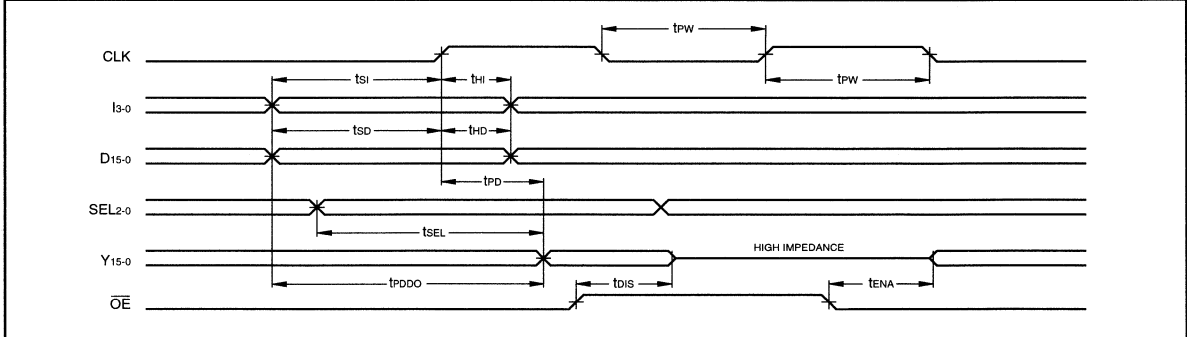 tPW
CLK
tSI
tHI
tPW
I3-0
tSD
tHD
D15-0
tPD
SEL2-0
tSEL
HIGH IMPEDANCE
Y15-0
tPDDO
tDIS
tENA
OE